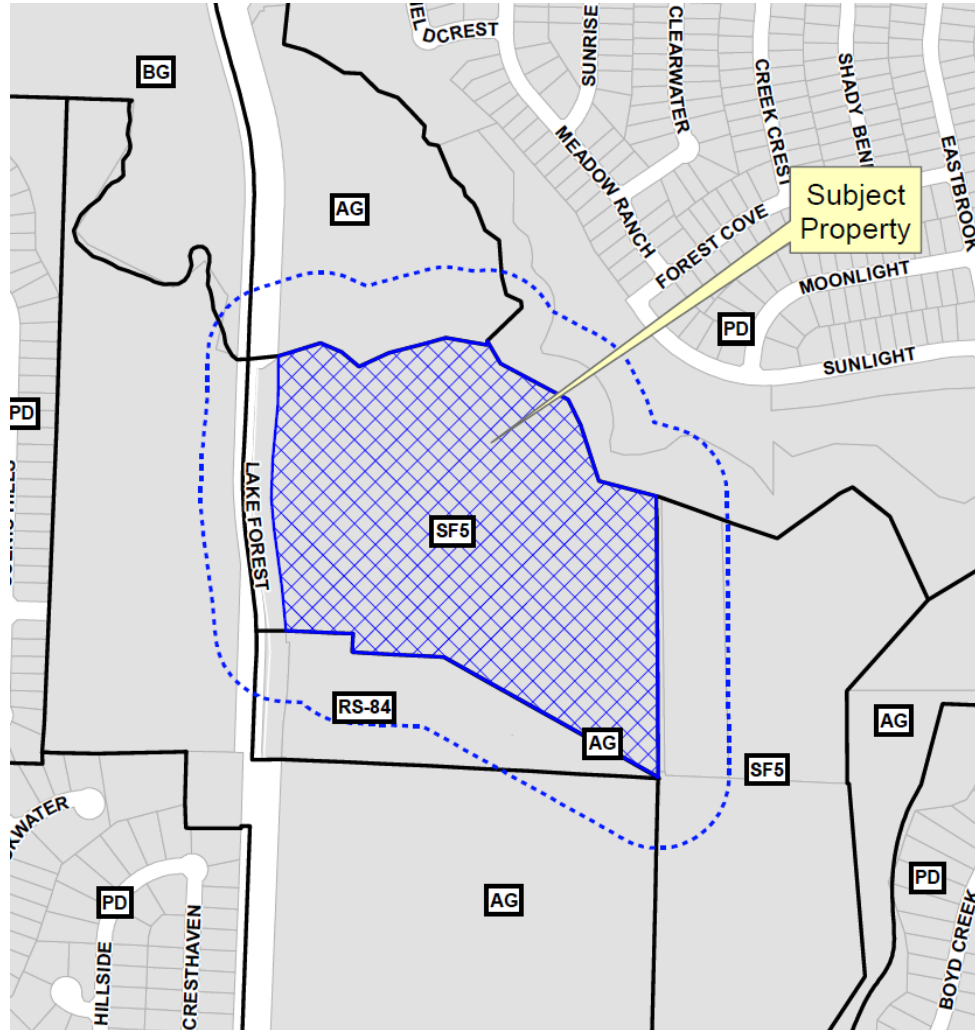 DCREST
SUNRISE
CLEARWATER
CREEK CREST
SHADY BEN
EASTBROOK
BG
MEADOW RANCH
Subject
Property
AG
FOREST COVE
MOONLIGHT
PD
SUNLIGHT
PD
LAKE FOREST
SF5
RS-84
AG
AG
SF5
KWATER
PD
AG
PD
HILLSIDE
CRESTHAVEN
BOYD CREEK